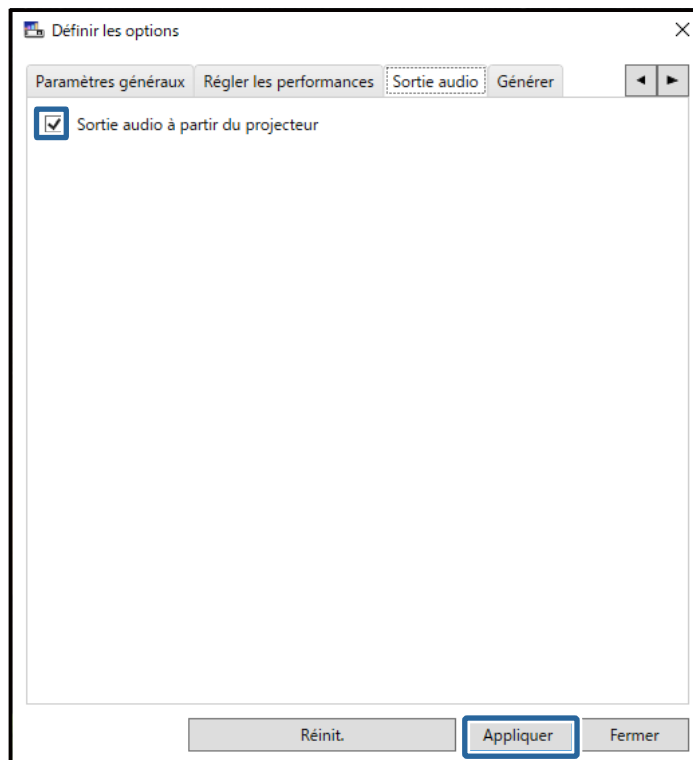 Définir les options
Paramètres généraux Régler les performances Sortie audio Générer
Sortie audio à partir du projecteur
Réinit. Appliquer Fermer